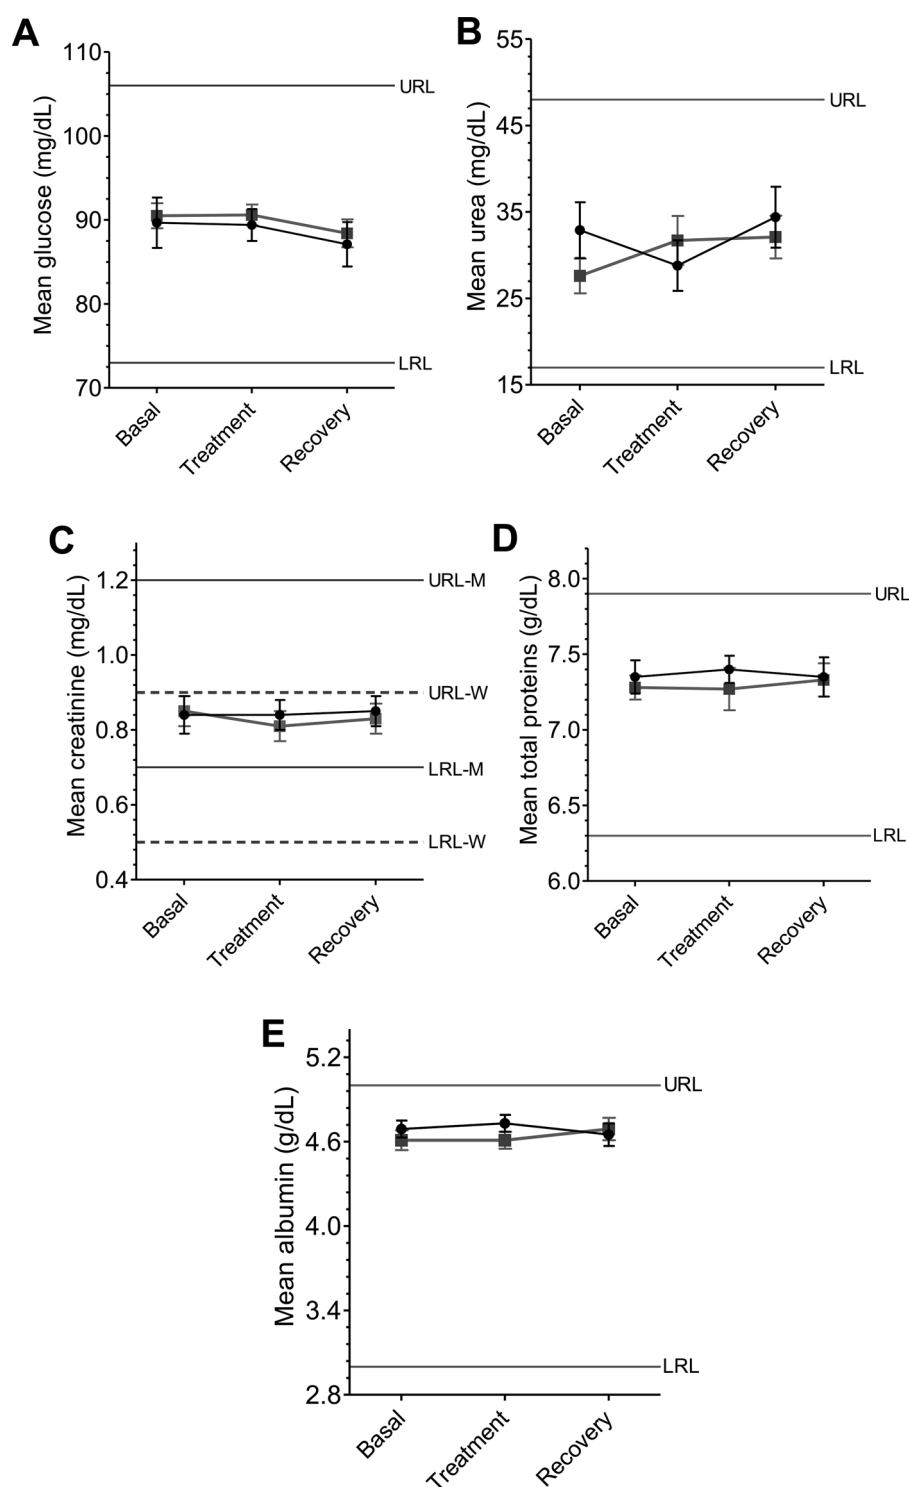 A
Mean glucose (mg/dL)
110
100
90
80
70
URL
LRL
Basal
Treatment
Recovery
B
Mean urea (mg/dL)
55
45
35
25
15
URL
LRL
Basal
Treatment
Recovery
C
Mean creatinine (mg/dL)
1.2
1.0
0.8
0.6
0.4
URL-M
URL-W
LRL-M
LRL-W
Basal
Treatment
Recovery
D
Mean total proteins (g/dL)
8.0
7.5
7.0
6.5
6.0
URL
LRL
Basal
Treatment
Recovery
E
Mean albumin (g/dL)
5.2
4.6
4.0
3.4
2.8
URL
LRL
Basal
Treatment
Recovery